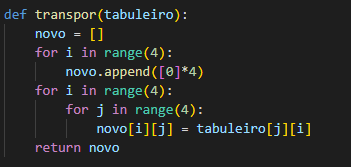 def transpor(tabuleiro):
    novo = []
    for i in range(4):
        novo.append([0]*4)
    for i in range(4):
        for j in range(4):
            novo[i][j] = tabuleiro[j][i]
    return novo